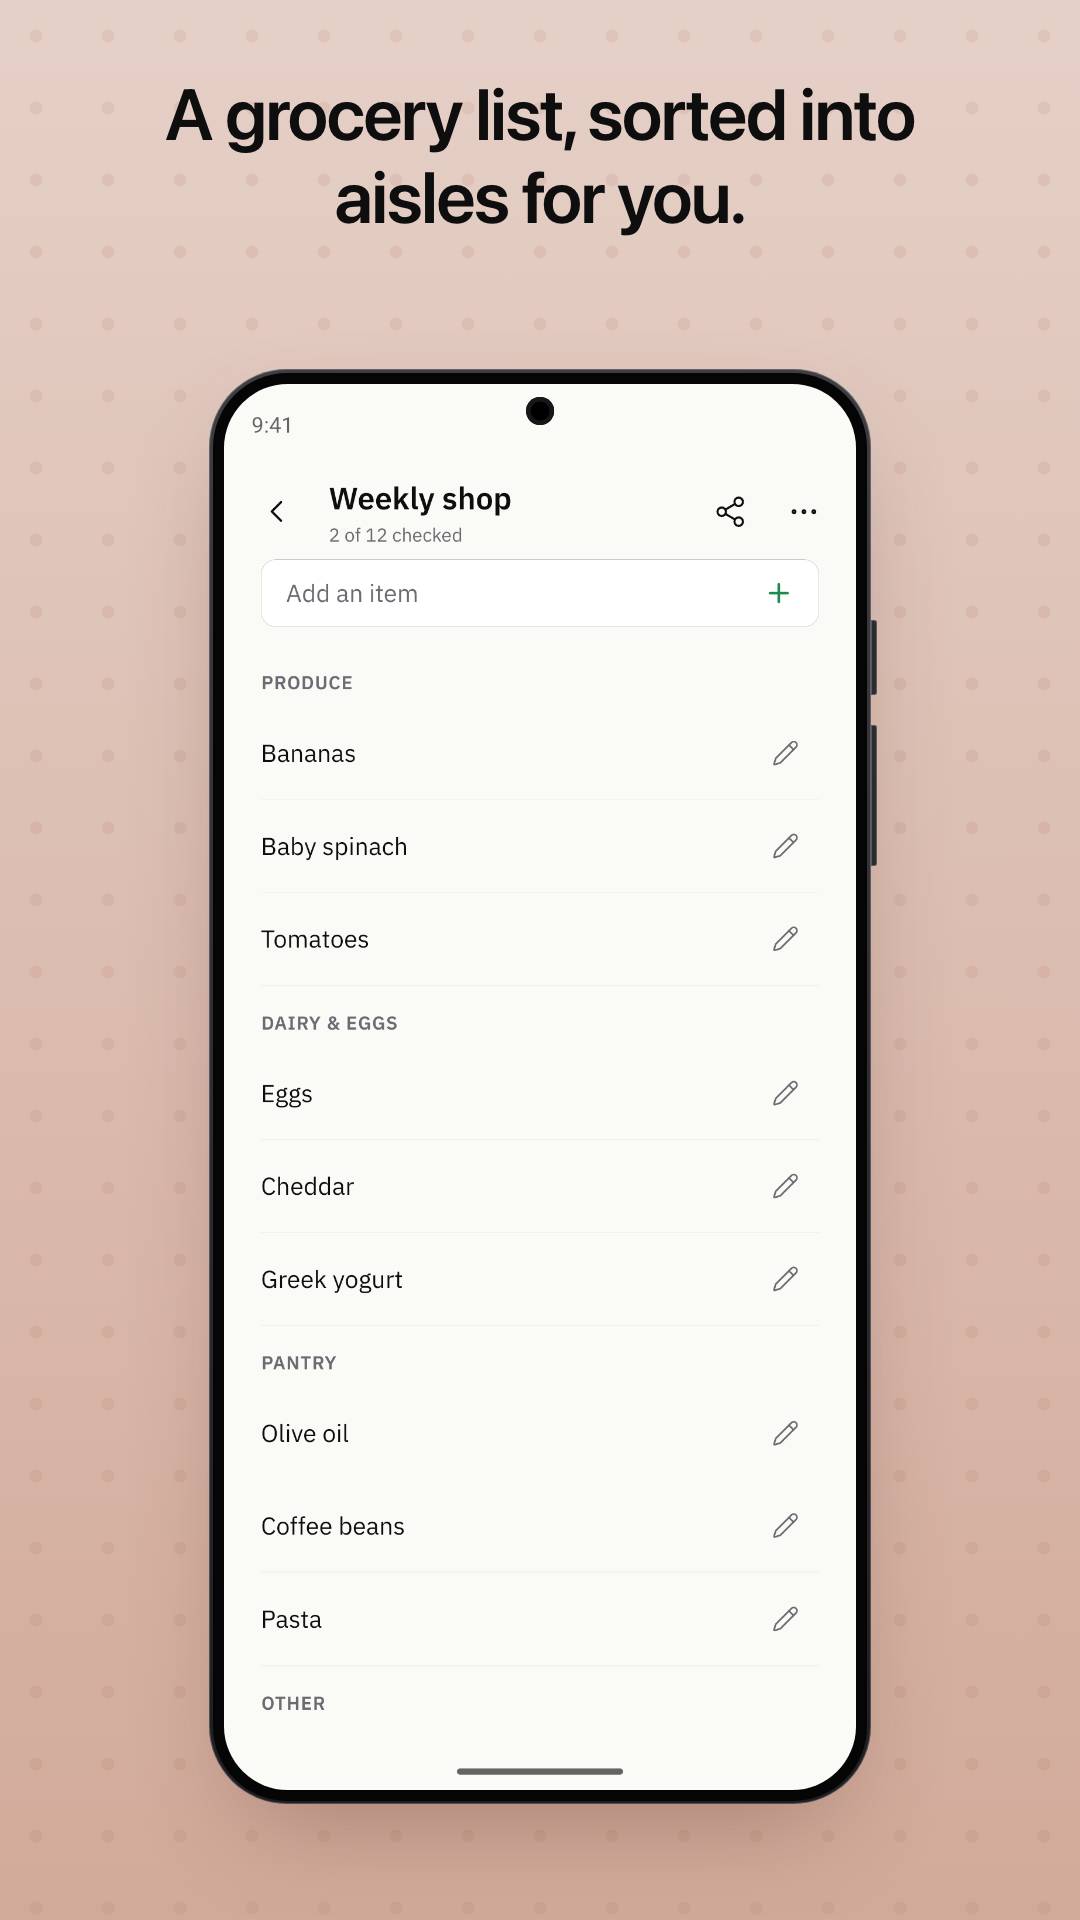 A grocery list, sorted into
aisles for you.
9:41
Weekly shop
2 of 12 checked
Add an item
PRODUCE
Bananas
Baby spinach
Tomatoes
DAIRY & EGGS
Eggs
Cheddar
Greek yogurt
PANTRY
Olive oil
Coffee beans
Pasta
OTHER